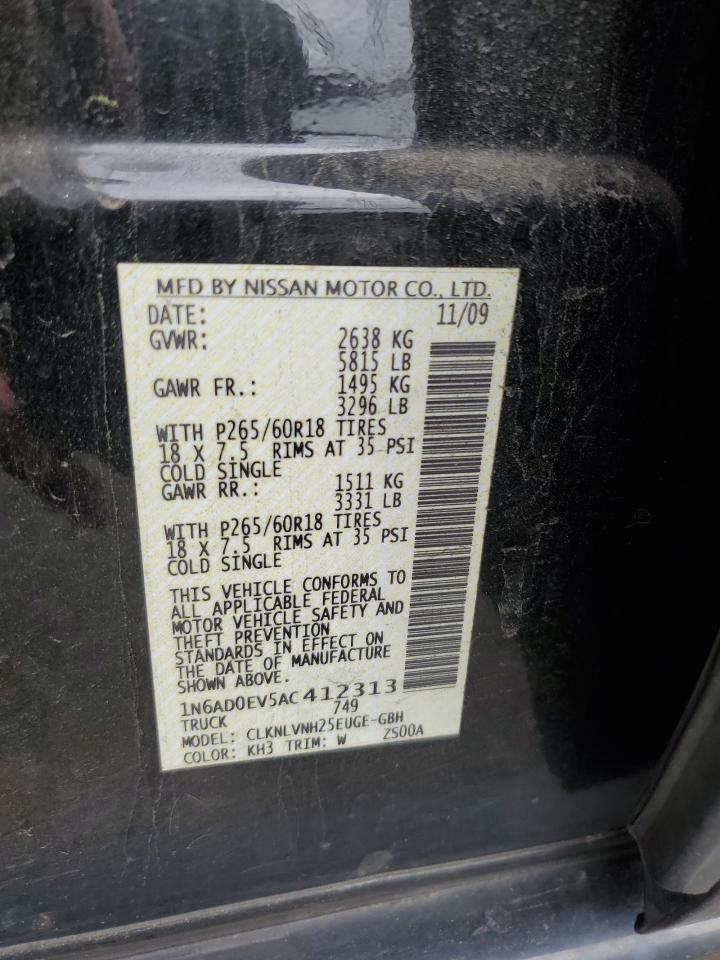 MFD BY NISSAN MOTOR CO., LTD.
DATE: 11/09
GVWR: 2638 KG
5815 LB
GAWR FR.: 1495 KG
3296 LB
WITH P265/60R18 TIRES
18 X 7.5 RIMS AT 35 PSI
COLD SINGLE
GAWR RR.: 1511 KG
3331 LB
WITH P265/60R18 TIRES
18 X 7.5 RIMS AT 35 PSI
COLD SINGLE
THIS VEHICLE CONFORMS TO
ALL APPLICABLE FEDERAL
MOTOR VEHICLE SAFETY AND
THEFT PREVENTION
STANDARDS IN EFFECT ON
THE DATE OF MANUFACTURE
SHOWN ABOVE.
1N6AD0EV5AC412313
TRUCK 749
MODEL: CLKNLVNH25EUGE-GBH
COLOR: KH3 TRIM: W ZS00A